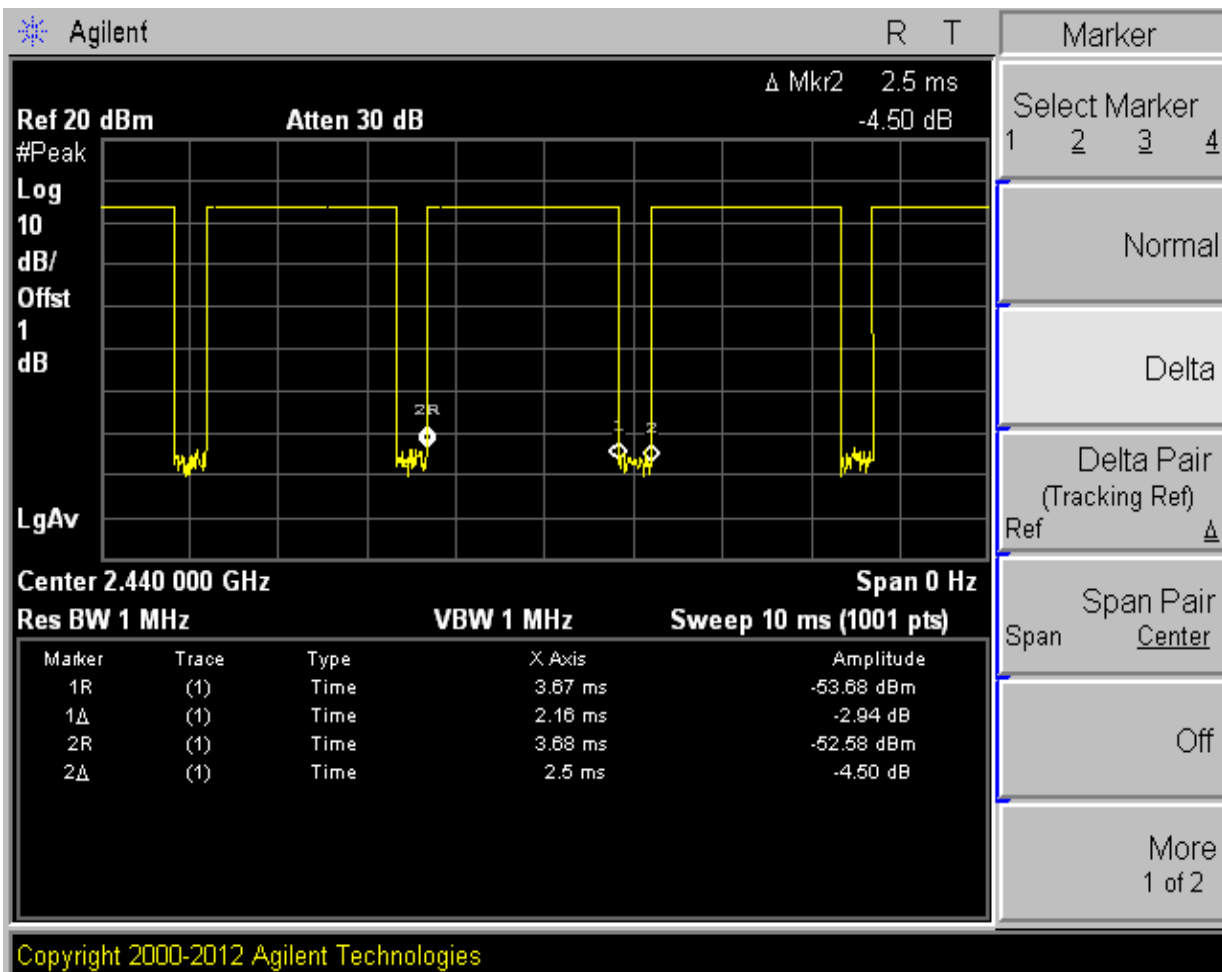 Agilent R T
Δ Mkr2 2.5 ms
Ref 20 dBm Atten 30 dB -4.50 dB
#Peak
Log
10
dB/
Offst
1
dB
2R
1 2
LgAv
Center 2.440 000 GHz Span 0 Hz
Res BW 1 MHz VBW 1 MHz Sweep 10 ms (1001 pts)
Marker Trace Type X Axis Amplitude
1R (1) Time 3.67 ms -53.68 dBm
1Δ (1) Time 2.16 ms -2.94 dB
2R (1) Time 3.68 ms -52.58 dBm
2Δ (1) Time 2.5 ms -4.50 dB
Marker
Select Marker
1 2 3 4
Normal
Delta
Delta Pair
(Tracking Ref)
Ref Δ
Span Pair
Span Center
Off
More
1 of 2
Copyright 2000-2012 Agilent Technologies